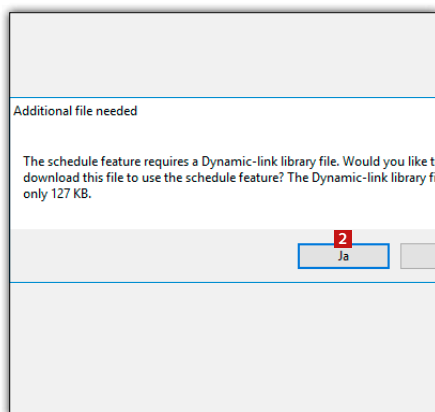 Additional file needed
The schedule feature requires a Dynamic-link library file. Would you like
download this file to use the schedule feature? The Dynamic-link library
only 127 KB.
2
Ja